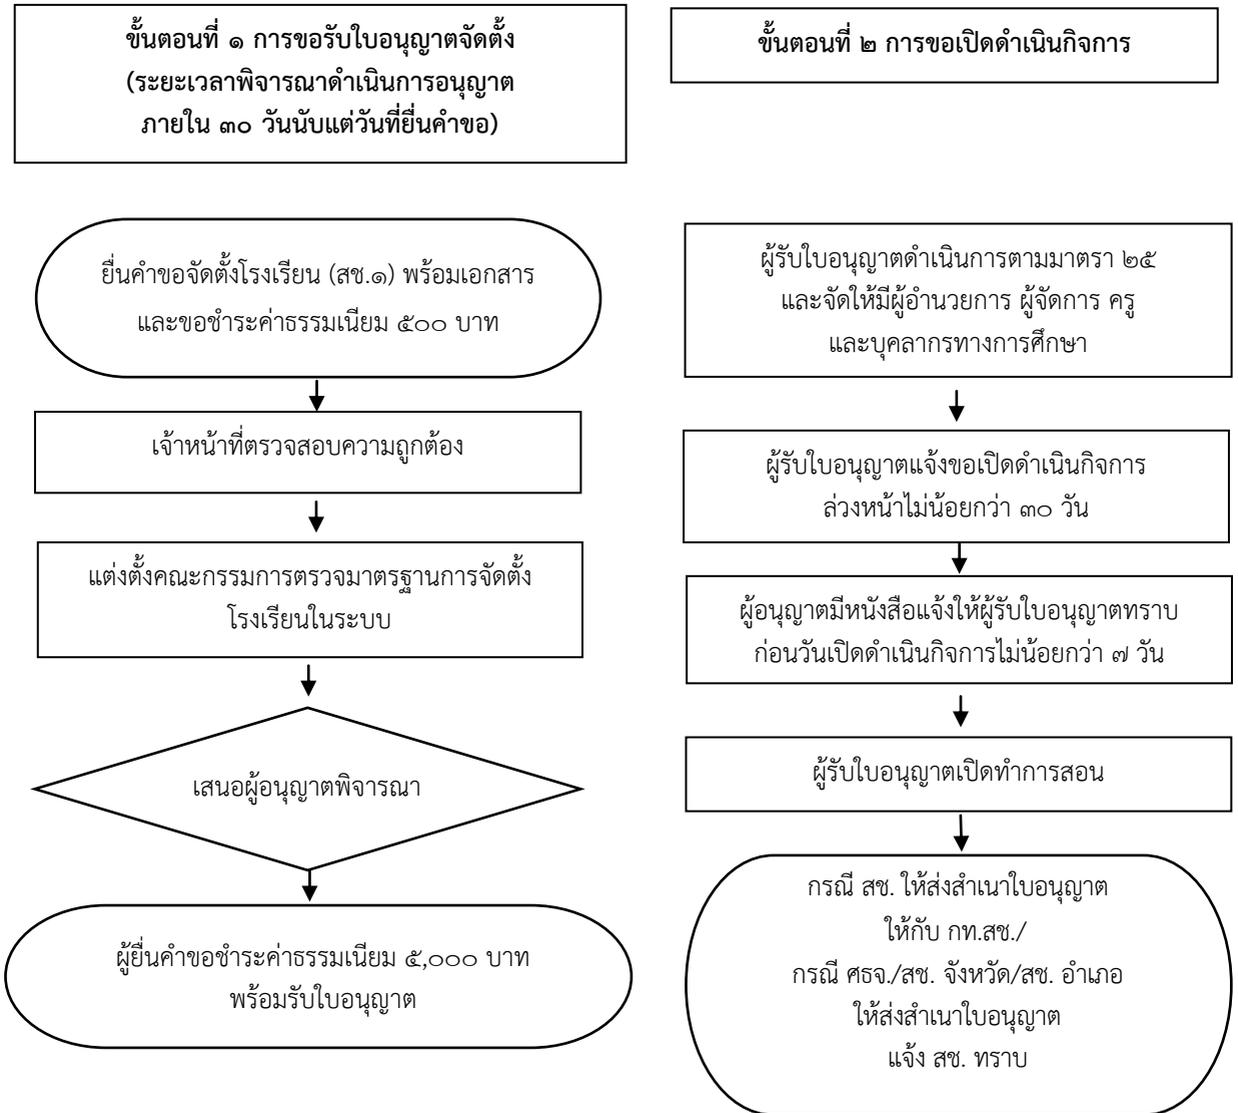 ขั้นตอนที่ ๑ การขอรับใบอนุญาตจัดตั้ง
(ระยะเวลาพิจารณาดำเนินการอนุญาต
ภายใน ๓๐ วันนับแต่วันที่ยื่นคำขอ)
ยื่นคำขอจัดตั้งโรงเรียน (สช.๑) พร้อมเอกสาร
และขอชำระค่าธรรมเนียม ๕๐๐ บาท
เจ้าหน้าที่ตรวจสอบความถูกต้อง
แต่งตั้งคณะกรรมการตรวจมาตรฐานการจัดตั้ง
โรงเรียนในระบบ
เสนอผู้อนุญาตพิจารณา
ผู้ยื่นคำขอชำระค่าธรรมเนียม ๕,๐๐๐ บาท
พร้อมรับใบอนุญาต
ขั้นตอนที่ ๒ การขอเปิดดำเนินกิจการ
ผู้รับใบอนุญาตดำเนินการตามมาตรา ๒๕
และจัดให้มีผู้อำนวยการ ผู้จัดการ ครู
และบุคลากรทางการศึกษา
ผู้รับใบอนุญาตแจ้งขอเปิดดำเนินกิจการ
ล่วงหน้าไม่น้อยกว่า ๓๐ วัน
ผู้อนุญาตมีหนังสือแจ้งให้ผู้รับใบอนุญาตทราบ
ก่อนวันเปิดดำเนินกิจการไม่น้อยกว่า ๗ วัน
ผู้รับใบอนุญาตเปิดทำการสอน
กรณี สช. ให้ส่งสำเนาใบอนุญาต
ให้กับ กท.สช./
กรณี ศธจ./สช. จังหวัด/สช. อำเภอ
ให้ส่งสำเนาใบอนุญาต
แจ้ง สช. ทราบ